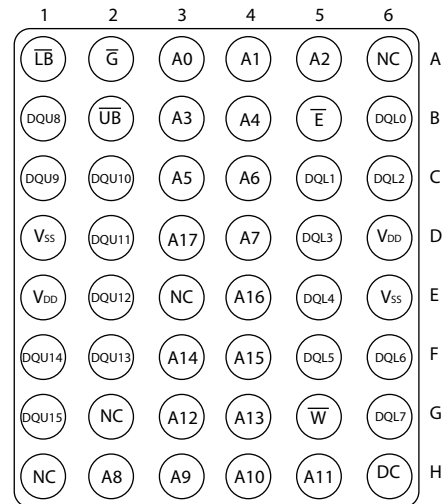 1 2 3 4 5 6
L̅B̅ G̅ A0 A1 A2 NC A
DQU8 U̅B̅ A3 A4 E̅ DQL0 B
DQU9 DQU10 A5 A6 DQL1 DQL2 C
VSS DQU11 A17 A7 DQL3 VDD D
VDD DQU12 NC A16 DQL4 VSS E
DQU14 DQU13 A14 A15 DQL5 DQL6 F
DQU15 NC A12 A13 W̅ DQL7 G
NC A8 A9 A10 A11 DC H